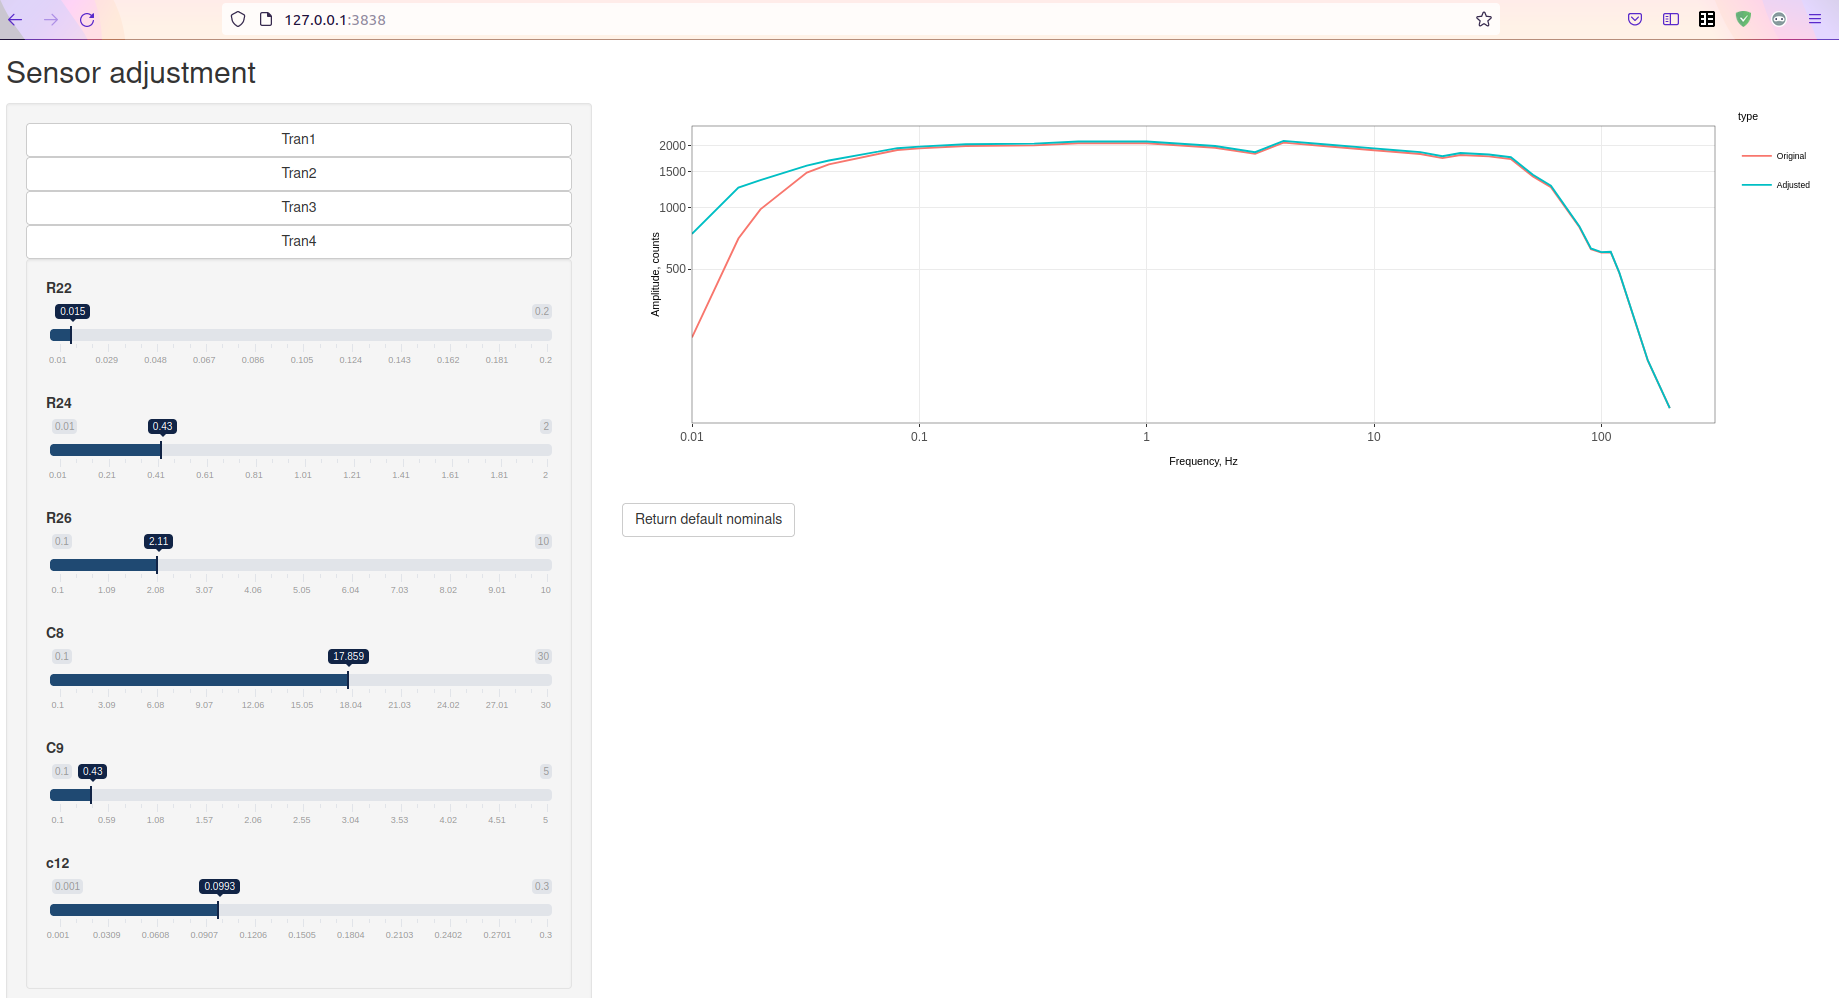 127.0.0.1:3838
Sensor adjustment
Tran1
Tran2
Tran3
Tran4
R22
0.015 0.2
0.01 0.029 0.048 0.067 0.086 0.105 0.124 0.143 0.162 0.181 0.2
R24
0.01 0.43 2
0.01 0.21 0.41 0.61 0.81 1.01 1.21 1.41 1.61 1.81 2
R26
0.1 2.11 10
0.1 1.09 2.08 3.07 4.06 5.05 6.04 7.03 8.02 9.01 10
C8
0.1 17.859 30
0.1 3.09 6.08 9.07 12.06 15.05 18.04 21.03 24.02 27.01 30
C9
0.1 0.43 5
0.1 0.59 1.08 1.57 2.06 2.55 3.04 3.53 4.02 4.51 5
c12
0.001 0.0993 0.3
0.001 0.0309 0.0608 0.0907 0.1206 0.1505 0.1804 0.2103 0.2402 0.2701 0.3
Amplitude, counts
2000
1500
1000
500
0.01 0.1 1 10 100
Frequency, Hz
type
Original
Adjusted
Return default nominals